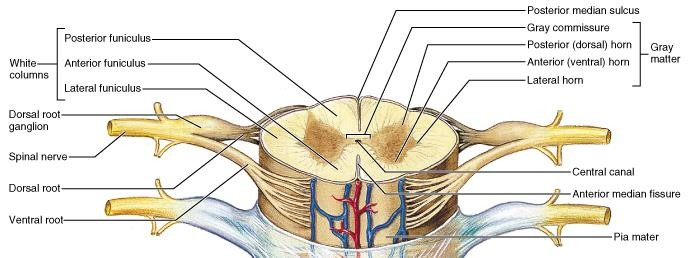 Posterior median sulcus
Gray commissure
Posterior (dorsal) horn
Anterior (ventral) horn
Lateral horn
Gray
matter
Posterior funiculus
Anterior funiculus
Lateral funiculus
White
columns
Dorsal root
ganglion
Spinal nerve
Dorsal root
Ventral root
Central canal
Anterior median fissure
Pia mater